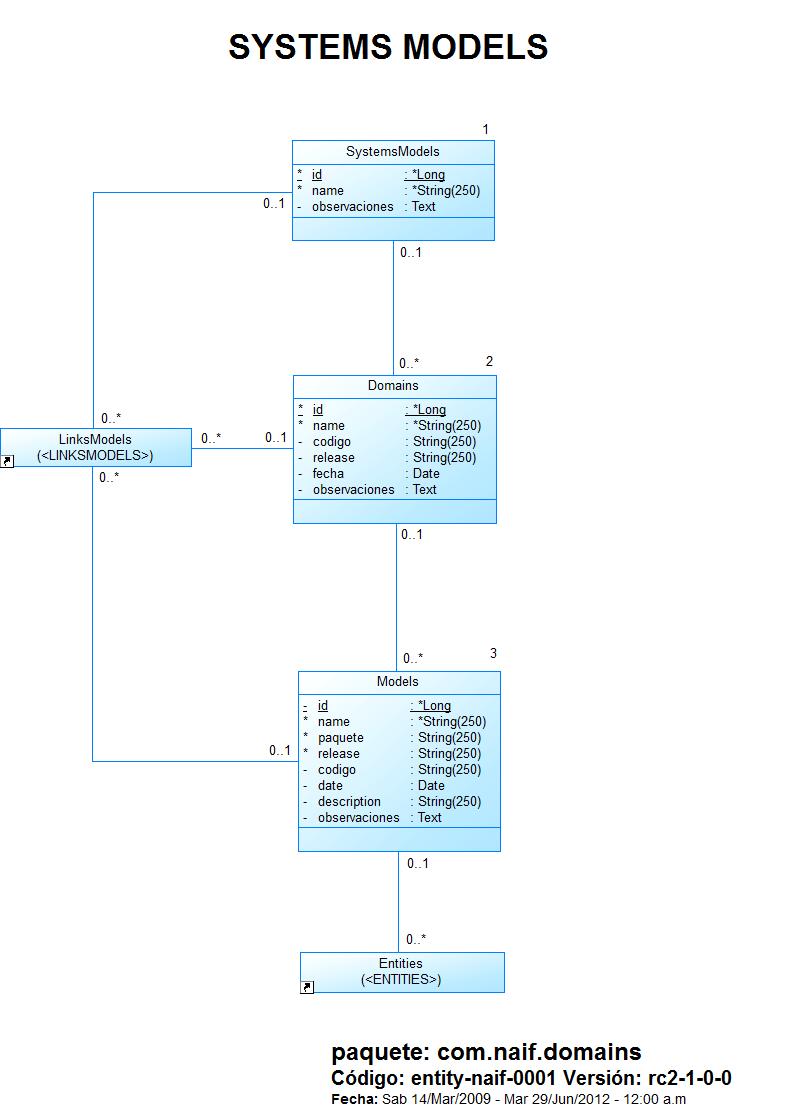 SYSTEMS MODELS
1
SystemsModels
* id : *Long
* name : *String(250)
- observaciones : Text
0..1
0..1
0..* 2
Domains
* id : *Long
* name : *String(250)
- codigo : String(250)
- release : String(250)
- fecha : Date
- observaciones : Text
0..*
LinksModels
(<LINKSMODELS>)
0..* 0..1
0..*
0..1
0..* 3
Models
- id : *Long
* name : *String(250)
* paquete : String(250)
* release : String(250)
- codigo : String(250)
- date : Date
- description : String(250)
- observaciones : Text
0..1
0..1
0..*
Entities
(<ENTITIES>)
paquete: com.naif.domains
Código: entity-naif-0001 Versión: rc2-1-0-0
Fecha: Sab 14/Mar/2009 - Mar 29/Jun/2012 - 12:00 a.m